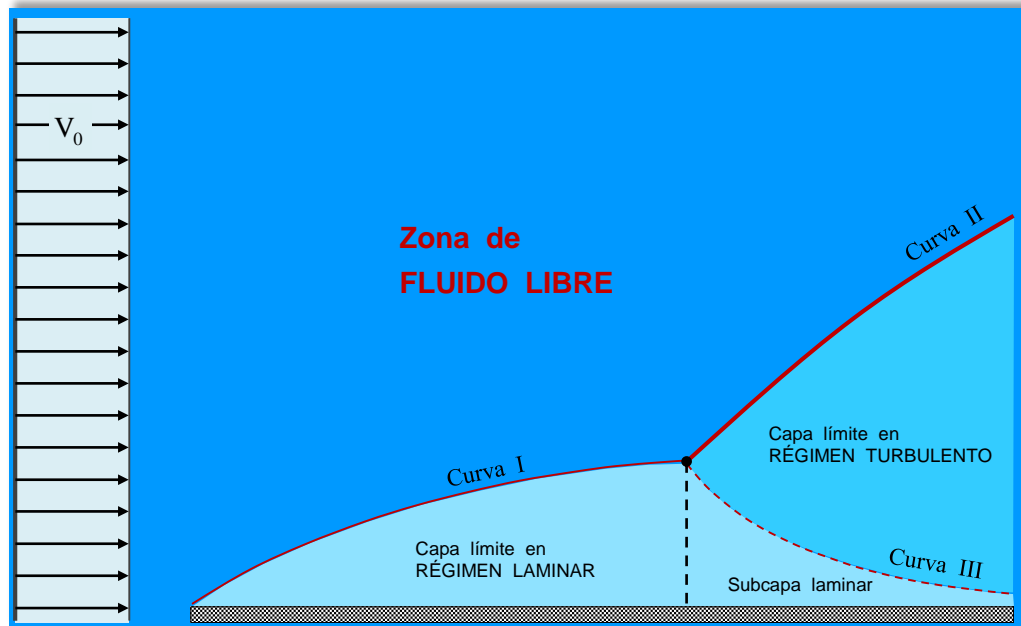 V0
Zona de
FLUIDO LIBRE
Curva II
Capa límite en
RÉGIMEN TURBULENTO
Curva I
Capa límite en
RÉGIMEN LAMINAR
Curva III
Subcapa laminar